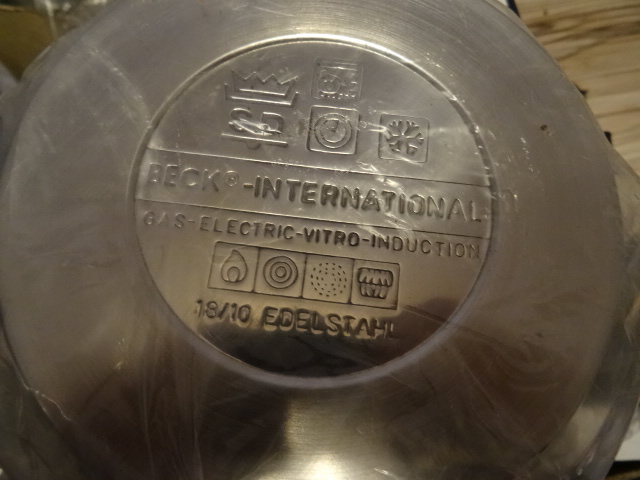 BECK®-INTERNATIONAL
GAS-ELECTRIC-VITRO-INDUCTION
18/10 EDELSTAHL